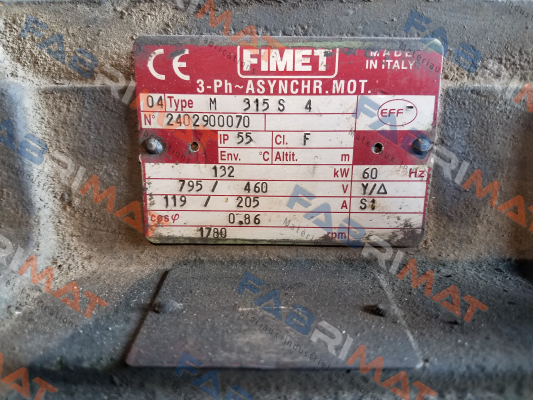 CE FIMET MADE IN ITALY
3-Ph~ASYNCHR.MOT.
04 Type M 315 S 4 EFF
N° 2402900070
IP 55 Cl. F
Env. °C Altit. m
132 kW 60 Hz
795 / 460 V Y/Δ
119 / 205 A S1
cosφ 0.86
1780 rpm
FABRIMAT